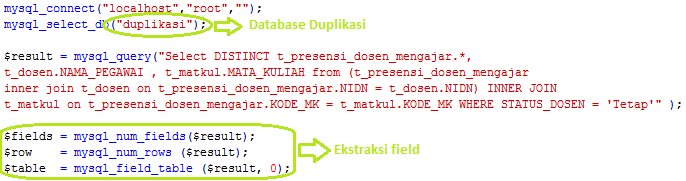 mysql_connect("localhost","root","");
mysql_select_db("duplikasi"); Database Duplikasi
$result = mysql_query("Select DISTINCT t_presensi_dosen_mengajar.*,
t_dosen.NAMA_PEGAWAI , t_matkul.MATA_KULIAH from (t_presensi_dosen_mengajar
inner join t_dosen on t_presensi_dosen_mengajar.NIDN = t_dosen.NIDN) INNER JOIN
t_matkul on t_presensi_dosen_mengajar.KODE_MK = t_matkul.KODE_MK WHERE STATUS_DOSEN = 'Tetap'" );
$fields = mysql_num_fields($result);
$row = mysql_num_rows ($result); Ekstraksi field
$table = mysql_field_table ($result, 0);